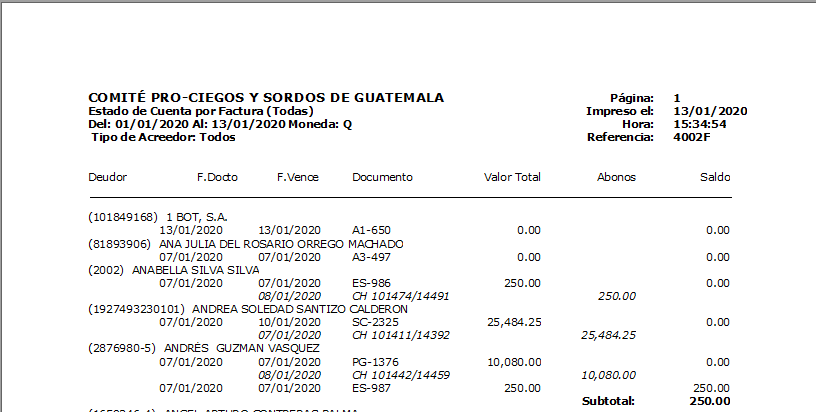 COMITÉ PRO-CIEGOS Y SORDOS DE GUATEMALA Página: 1
Estado de Cuenta por Factura (Todas) Impreso el: 13/01/2020
Del: 01/01/2020 Al: 13/01/2020 Moneda: Q Hora: 15:34:54
Tipo de Acreedor: Todos Referencia: 4002F
Deudor F.Docto F.Vence Documento Valor Total Abonos Saldo
(101849168) 1 BOT, S.A.
13/01/2020 13/01/2020 A1-650 0.00 0.00
(81893906) ANA JULIA DEL ROSARIO ORREGO MACHADO
07/01/2020 07/01/2020 A3-497 0.00 0.00
(2002) ANABELLA SILVA SILVA
07/01/2020 07/01/2020 ES-986 250.00 0.00
08/01/2020 CH 101474/14491 250.00
(1927493230101) ANDREA SOLEDAD SANTIZO CALDERON
07/01/2020 10/01/2020 SC-2325 25,484.25 0.00
07/01/2020 CH 101411/14392 25,484.25
(2876980-5) ANDRÉS GUZMAN VASQUEZ
07/01/2020 07/01/2020 PG-1376 10,080.00 0.00
08/01/2020 CH 101442/14459 10,080.00
07/01/2020 07/01/2020 ES-987 250.00 250.00
Subtotal: 250.00